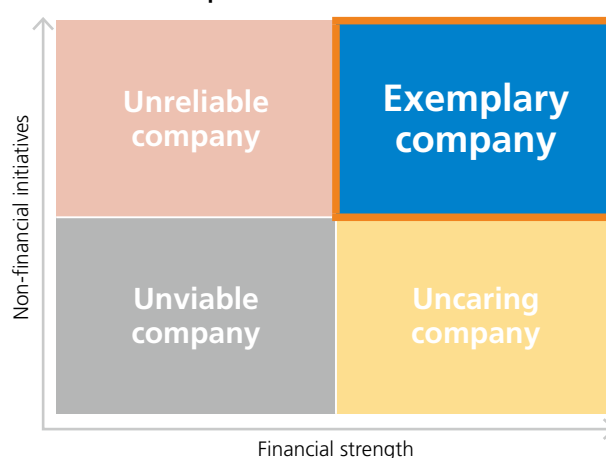 Unreliable
company
Exemplary
company
Unviable
company
Uncaring
company
Non-financial initiatives
Financial strength